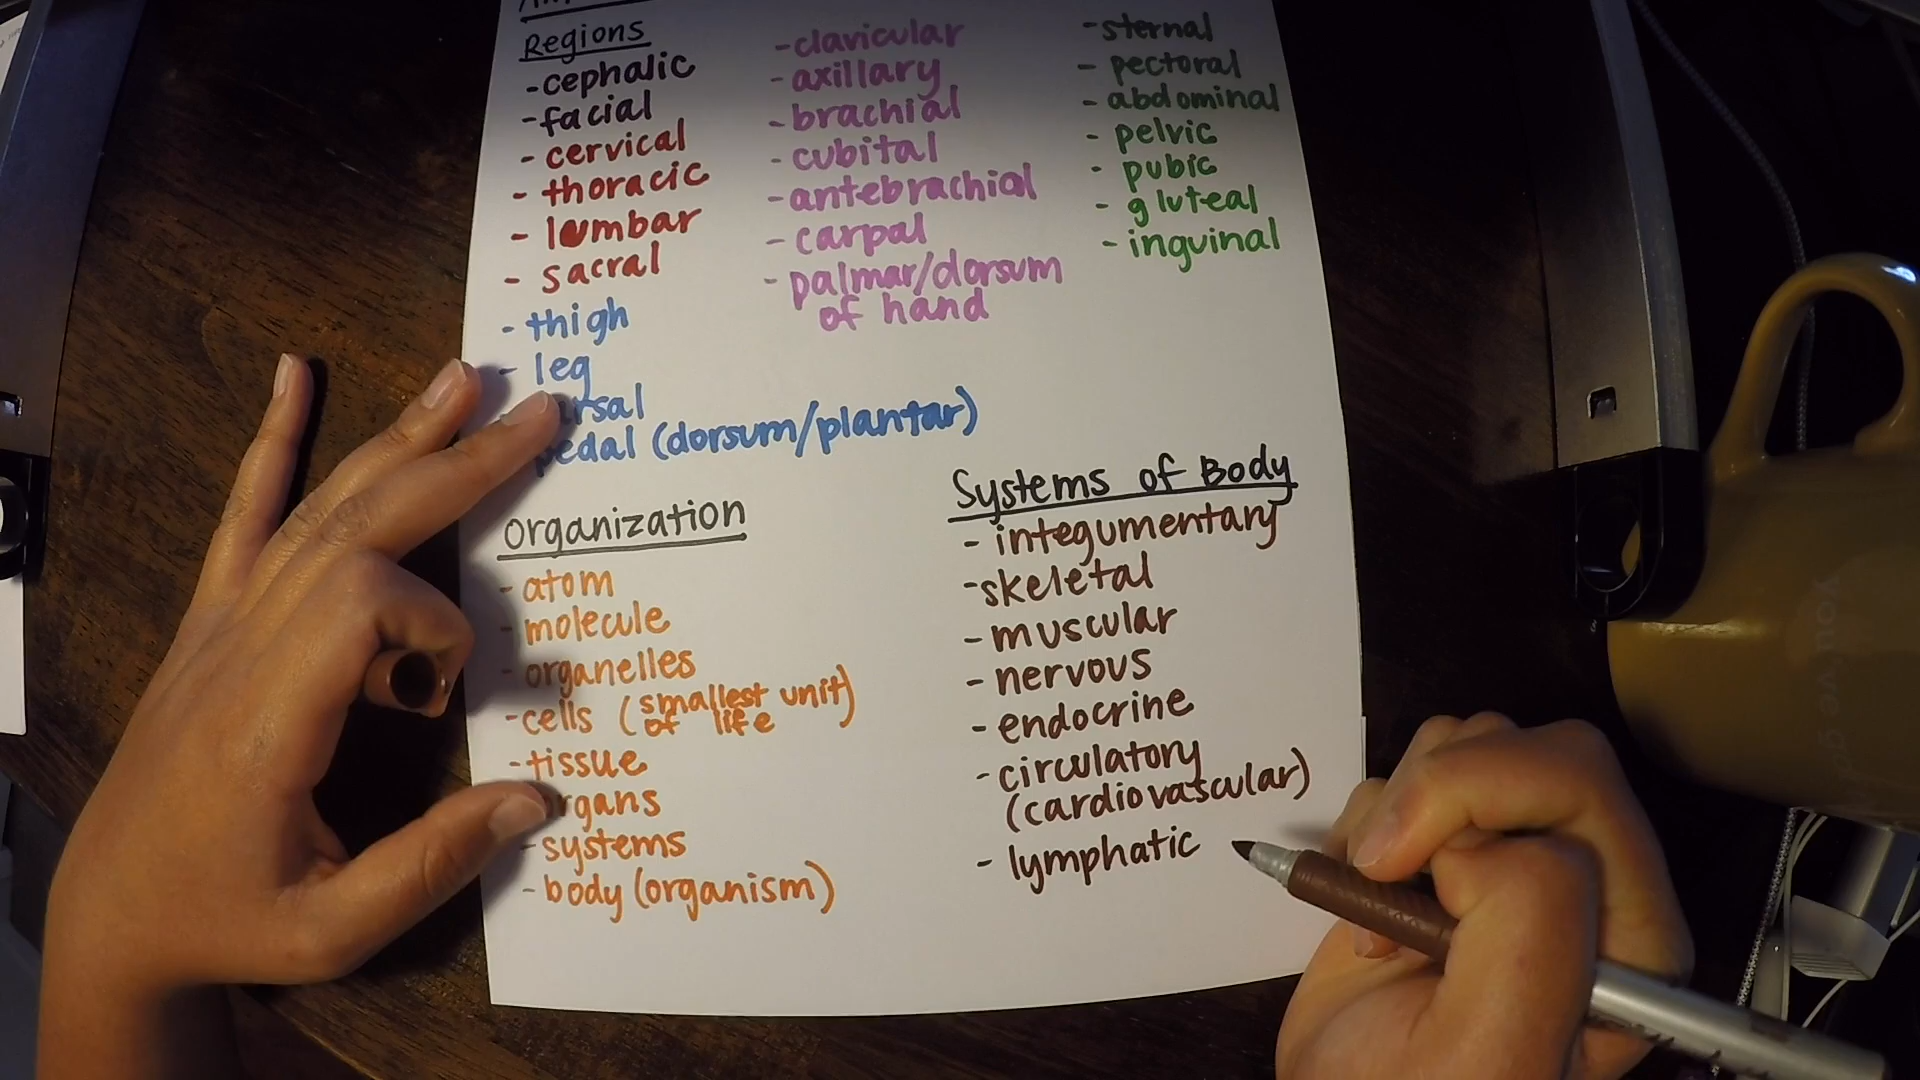 Regions
-cephalic
-facial
- cervical
- thoracic
- lumbar
- sacral
- thigh
- leg
pedal (dorsum/plantar)
-clavicular
-axillary
-brachial
- cubital
-antebrachial
-carpal
- palmar/dorsum
of hand
-sternal
- pectoral
- abdominal
- pelvic
- pubic
- gluteal
- inguinal
Organization
- atom
- molecule
- organelles
-cells (smallest unit
of life)
-tissue
organs
- systems
- body (organism)
Systems of Body
- integumentary
-skeletal
- muscular
- nervous
- endocrine
- circulatory
(cardiovascular)
- lymphatic